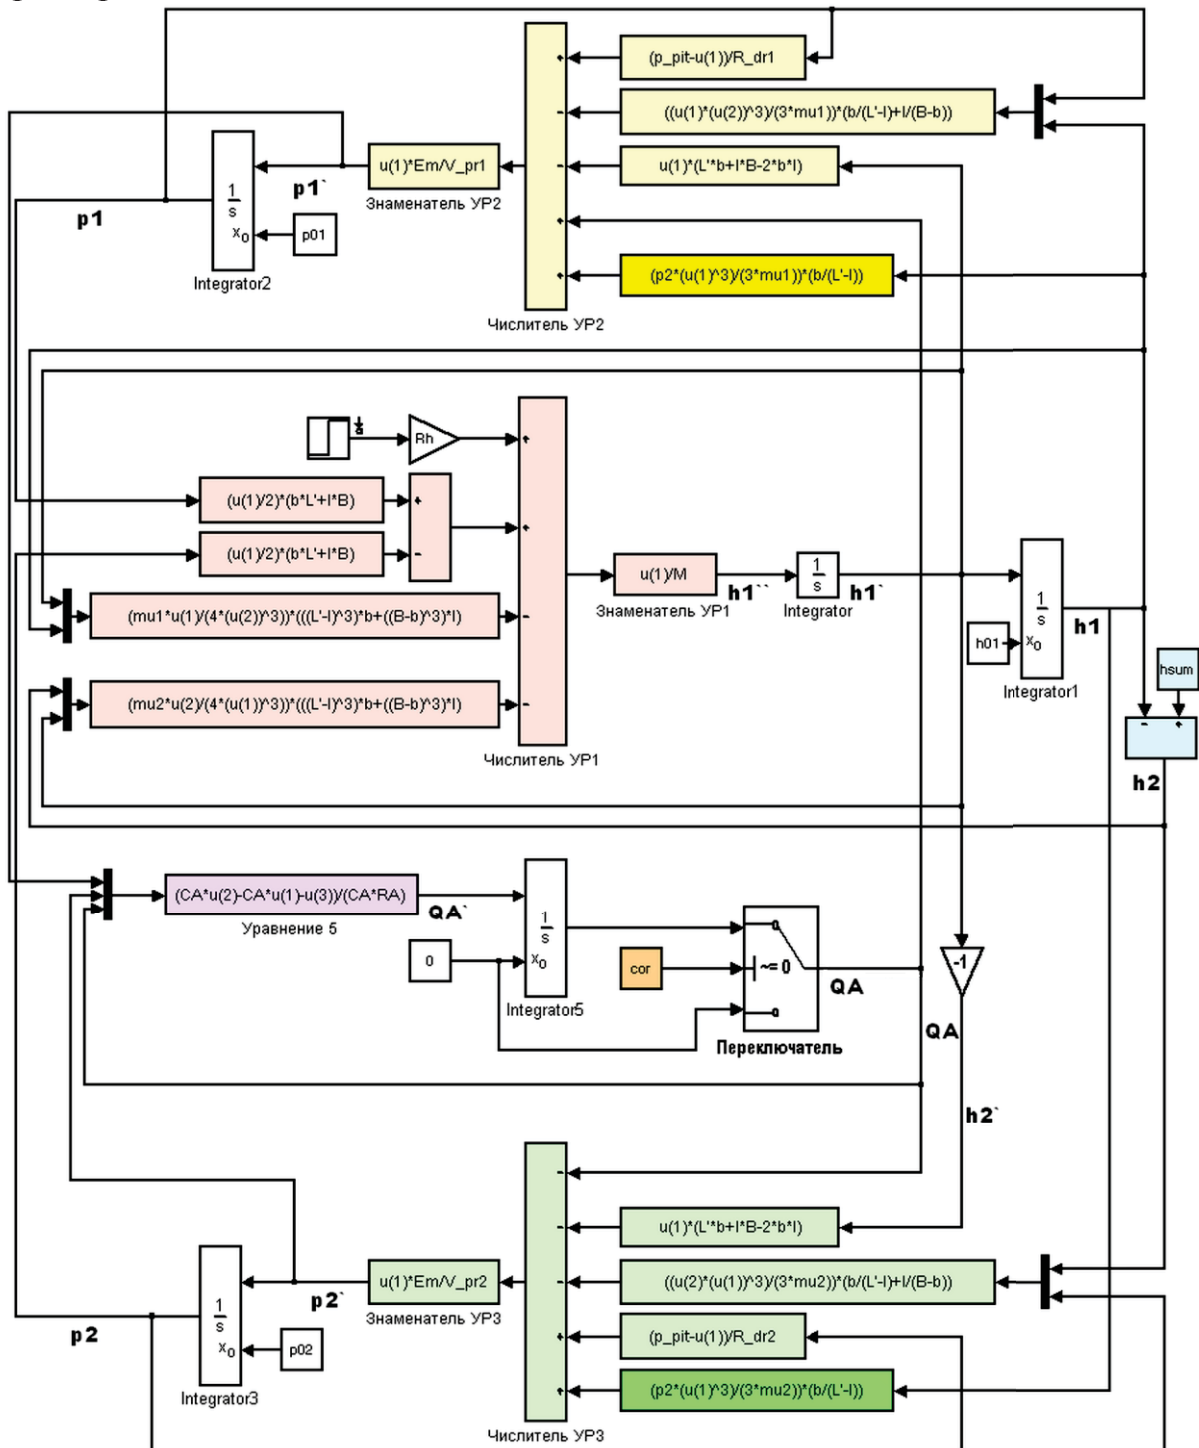 +
(p_pit-u(1))/R_dr1
-
((u(1)*(u(2))^3)/(3*mu1))*(b/(L'-l)+l/(B-b))
-
u(1)*(L'*b+l*B-2*b*l)
+
+
(p2*(u(1)^3)/(3*mu1))*(b/(L'-l))
Числитель УР2
u(1)*Em/V_pr1
Знаменатель УР2
p1`
p1
1
s
xo
p01
Integrator2
Rh
+
(u(1)/2)*(b*L'+l*B)
+
+
(u(1)/2)*(b*L'+l*B)
-
(mu1*u(1)/(4*(u(2))^3))*(((L'-l)^3)*b+((B-b)^3)*l)
-
(mu2*u(2)/(4*(u(1))^3))*(((L'-l)^3)*b+((B-b)^3)*l)
-
Числитель УР1
u(1)/M
Знаменатель УР1
h1``
1
s
Integrator
h1`
h01
1
s
xo
Integrator1
h1
hsum
-
+
h2
(CA*u(2)-CA*u(1)-u(3))/(CA*RA)
Уравнение 5
QA`
0
1
s
xo
Integrator5
cor
~= 0
Переключатель
QA
-1
QA
h2`
-
-
u(1)*(L'*b+l*B-2*b*l)
-
((u(2)*(u(1))^3)/(3*mu2))*(b/(L'-l)+l/(B-b))
+
(p_pit-u(1))/R_dr2
+
(p2*(u(1)^3)/(3*mu2))*(b/(L'-l))
Числитель УР3
u(1)*Em/V_pr2
Знаменатель УР3
p2`
p2
1
s
xo
p02
Integrator3